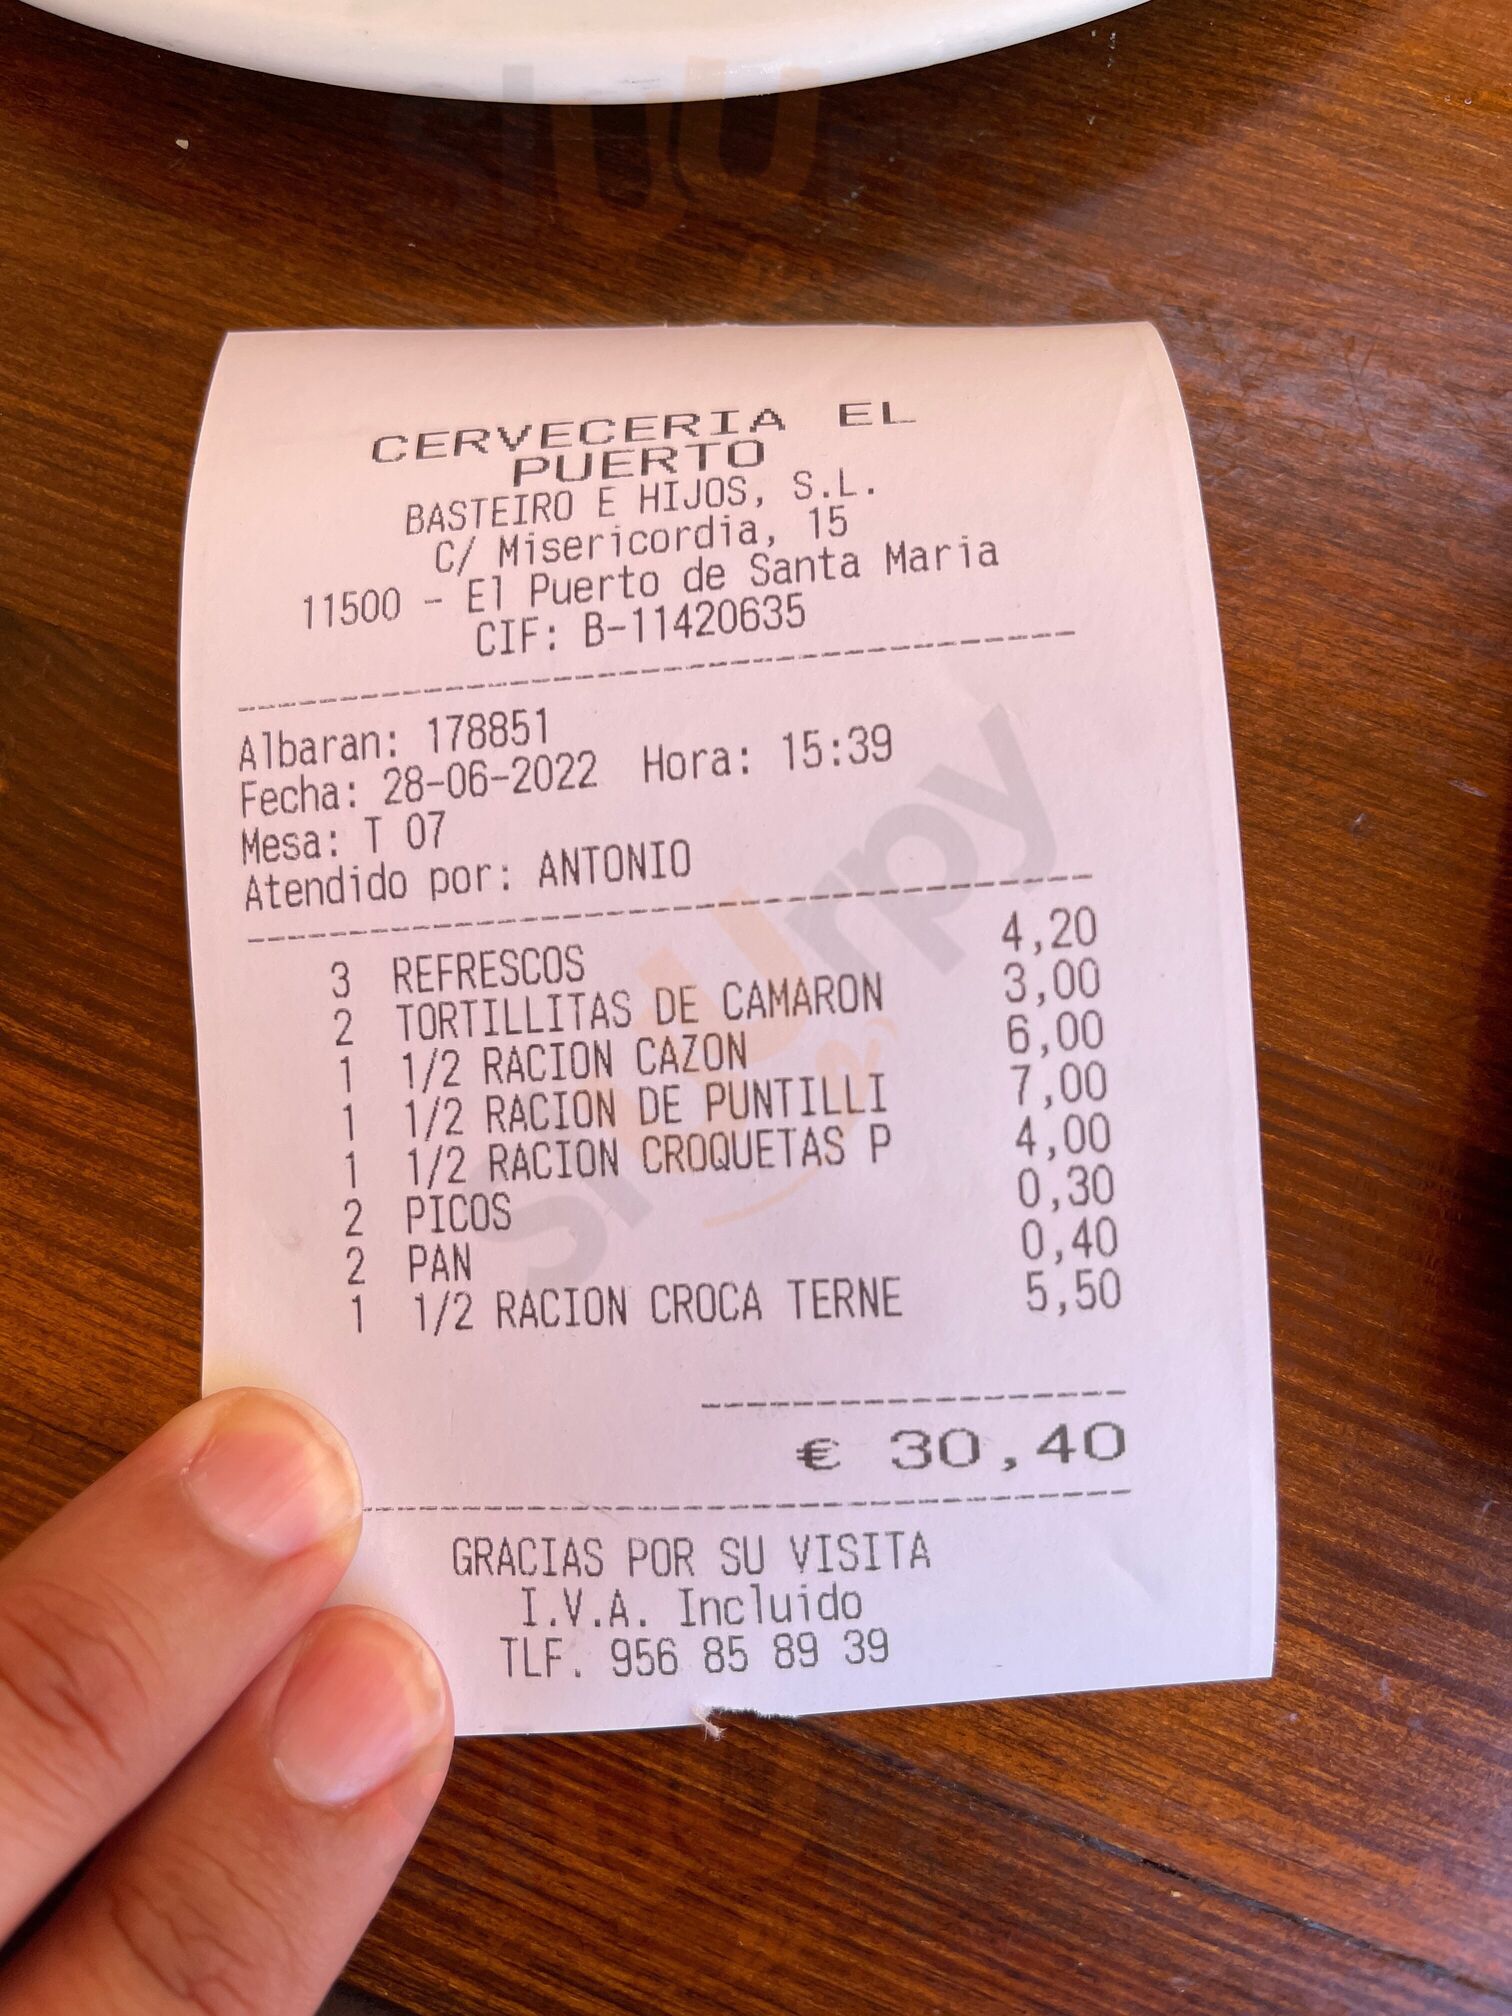 CERVECERIA EL
PUERTO
BASTEIRO E HIJOS, S.L.
C/ Misericordia, 15
11500 - El Puerto de Santa Maria
CIF: B-11420635
Albaran: 178851
Fecha: 28-06-2022 Hora: 15:39
Mesa: T 07
Atendido por: ANTONIO
3 REFRESCOS 4,20
2 TORTILLITAS DE CAMARON 3,00
1 1/2 RACION CAZON 6,00
1 1/2 RACION DE PUNTILLI 7,00
1 1/2 RACION CROQUETAS P 4,00
2 PICOS 0,30
2 PAN 0,40
1 1/2 RACION CROCA TERNE 5,50
€ 30,40
GRACIAS POR SU VISITA
I.V.A. Incluido
TLF. 956 85 89 39
slUurpy